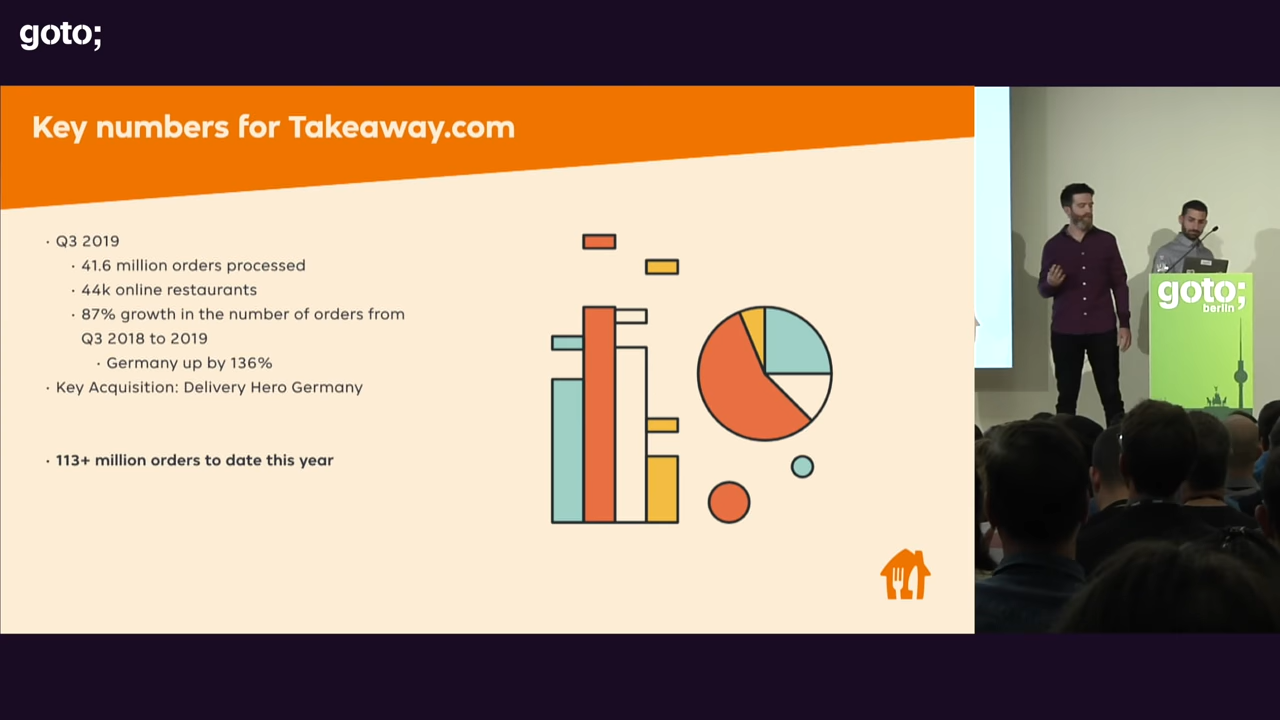 goto;
Key numbers for Takeaway.com
· Q3 2019
· 41.6 million orders processed
· 44k online restaurants
· 87% growth in the number of orders from
Q3 2018 to 2019
· Germany up by 136%
· Key Acquisition: Delivery Hero Germany
· 113+ million orders to date this year
goto;
berlin